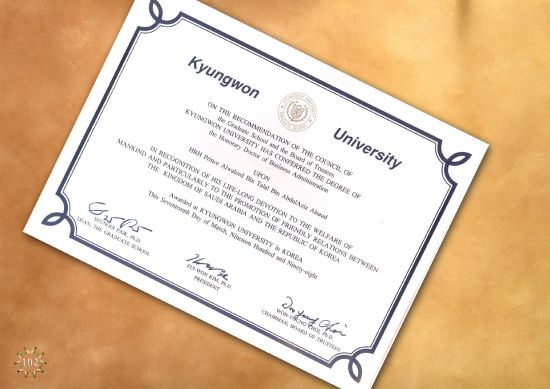 Kyungwon
University
ON THE RECOMMENDATION OF THE COUNCIL OF
the Graduate School and the Board of Trustees
KYUNGWON UNIVERSITY HAS CONFERRED THE DEGREE OF
the Honorary Doctor of Business Administration
UPON
HRH Prince Alwaleed Bin Talal Bin Abdulaziz Alsaud
IN RECOGNITION OF HIS LIFE-LONG DEVOTION TO THE WELFARE OF
MANKIND AND PARTICULARLY TO THE PROMOTION OF FRIENDLY RELATIONS BETWEEN
THE KINGDOM OF SAUDI ARABIA AND THE REPUBLIC OF KOREA
Awarded at KYUNGWON UNIVERSITY in KOREA
This Seventeenth Day of March, Nineteen Hundred and Ninety-eight
PAIK, PH.D.
DEAN, THE GRADUATE SCHOOL
EUI-WON KIM, PH.D.
PRESIDENT
WON-YOUNG CHOI, PH.D.
CHAIRMAN, BOARD OF TRUSTEES
102